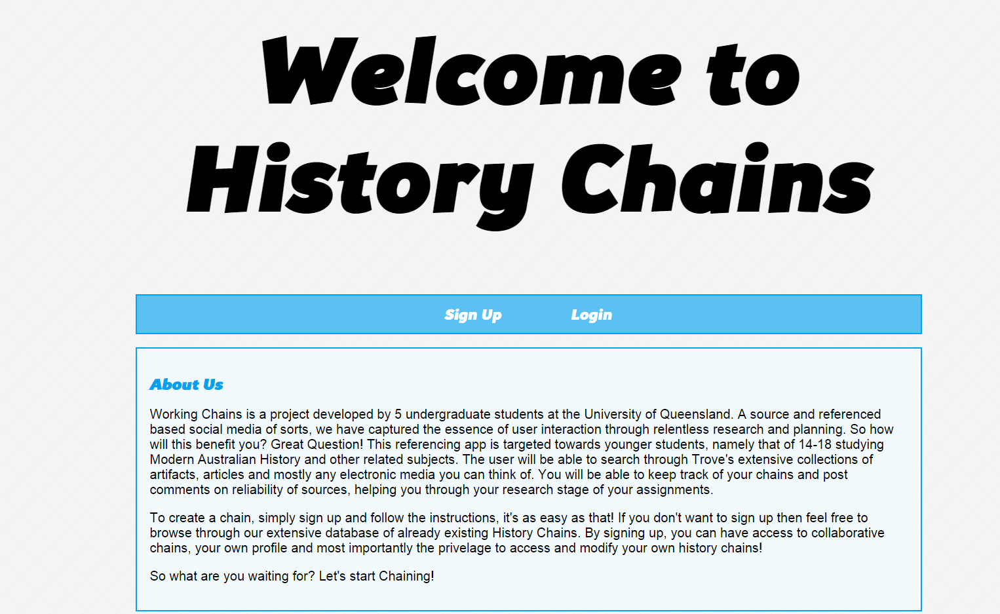 Welcome to
History Chains
Sign Up Login
About Us
Working Chains is a project developed by 5 undergraduate students at the University of Queensland. A source and referenced
based social media of sorts, we have captured the essence of user interaction through relentless research and planning. So how
will this benefit you? Great Question! This referencing app is targeted towards younger students, namely that of 14-18 studying
Modern Australian History and other related subjects. The user will be able to search through Trove's extensive collections of
artifacts, articles and mostly any electronic media you can think of. You will be able to keep track of your chains and post
comments on reliability of sources, helping you through your research stage of your assignments.
To create a chain, simply sign up and follow the instructions, it's as easy as that! If you don't want to sign up then feel free to
browse through our extensive database of already existing History Chains. By signing up, you can have access to collaborative
chains, your own profile and most importantly the privelage to access and modify your own history chains!
So what are you waiting for? Let's start Chaining!